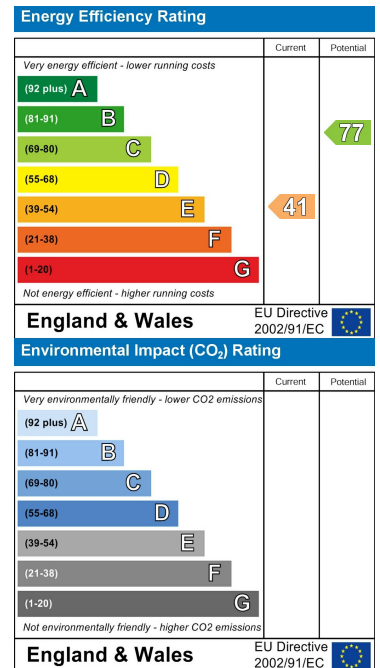 Energy Efficiency Rating
Current Potential
Very energy efficient - lower running costs
(92 plus) A
(81-91) B
(69-80) C
77
(55-68) D
(39-54) E
41
(21-38) F
(1-20) G
Not energy efficient - higher running costs
England & Wales
EU Directive
2002/91/EC
Environmental Impact (CO₂) Rating
Current Potential
Very environmentally friendly - lower CO2 emissions
(92 plus) A
(81-91) B
(69-80) C
(55-68) D
(39-54) E
(21-38) F
(1-20) G
Not environmentally friendly - higher CO2 emissions
England & Wales
EU Directive
2002/91/EC